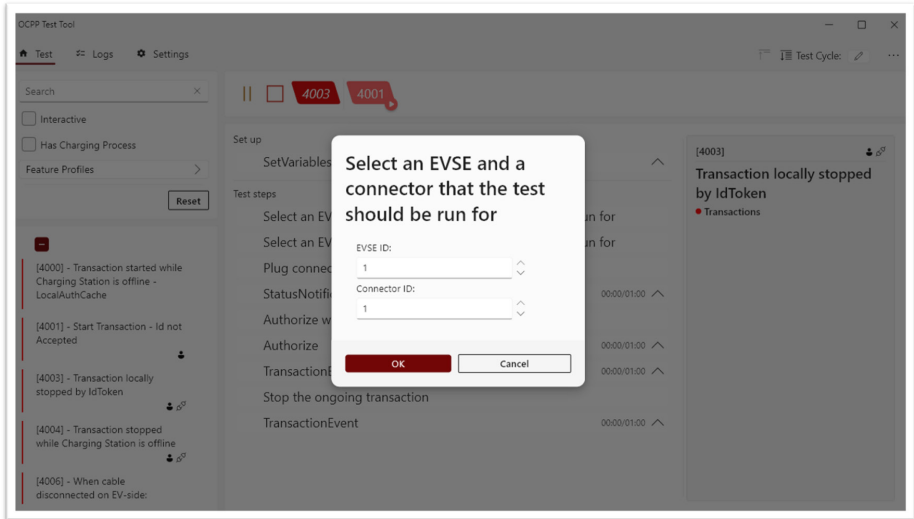 OCPP Test Tool
Test Logs Settings
Test Cycle:
Search
Interactive
Has Charging Process
Feature Profiles
Reset
[4000] - Transaction started while
Charging Station is offline -
LocalAuthCache
[4001] - Start Transaction - Id not
Accepted
[4003] - Transaction locally
stopped by IdToken
[4004] - Transaction stopped
while Charging Station is offline
[4006] - When cable
disconnected on EV-side:
4003 4001
Set up
SetVariables
Test steps
Select an EV
un for
Select an EV
un for
Plug connec
StatusNotifi
00:00/01:00
Authorize w
Authorize
00:00/01:00
TransactionE
00:00/01:00
Stop the ongoing transaction
TransactionEvent
00:00/01:00
Select an EVSE and a
connector that the test
should be run for
EVSE ID:
1
Connector ID:
1
OK Cancel
[4003]
Transaction locally stopped
by IdToken
Transactions